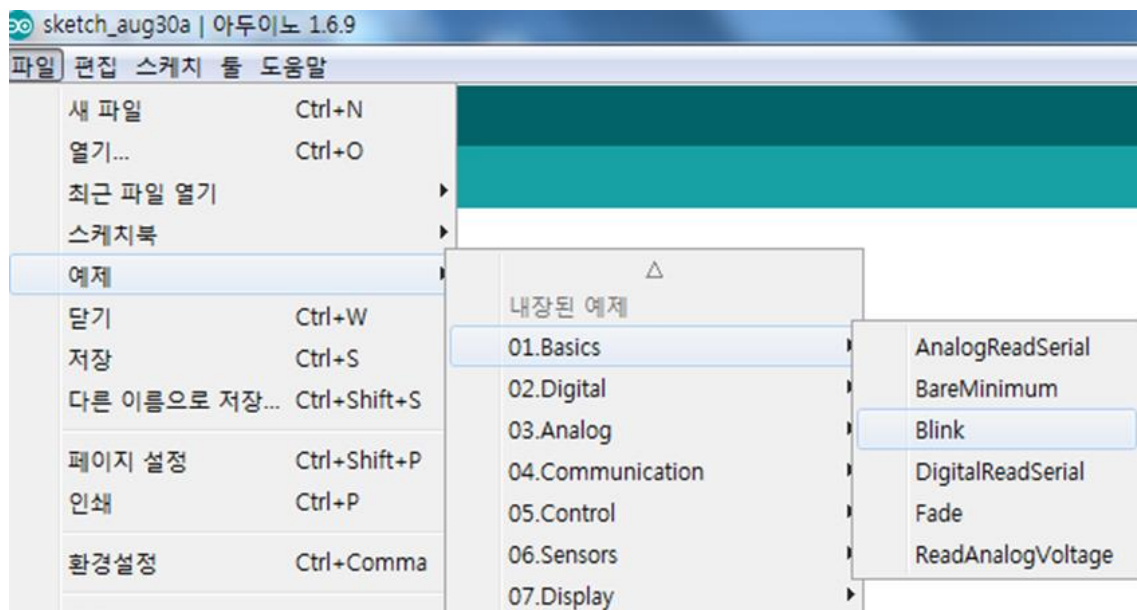 sketch_aug30a | 아두이노 1.6.9
파일 편집 스케치 툴 도움말
새 파일 Ctrl+N
열기... Ctrl+O
최근 파일 열기
스케치북
예제
닫기 Ctrl+W
저장 Ctrl+S
다른 이름으로 저장... Ctrl+Shift+S
페이지 설정 Ctrl+Shift+P
인쇄 Ctrl+P
환경설정 Ctrl+Comma
내장된 예제
01.Basics
02.Digital
03.Analog
04.Communication
05.Control
06.Sensors
07.Display
AnalogReadSerial
BareMinimum
Blink
DigitalReadSerial
Fade
ReadAnalogVoltage